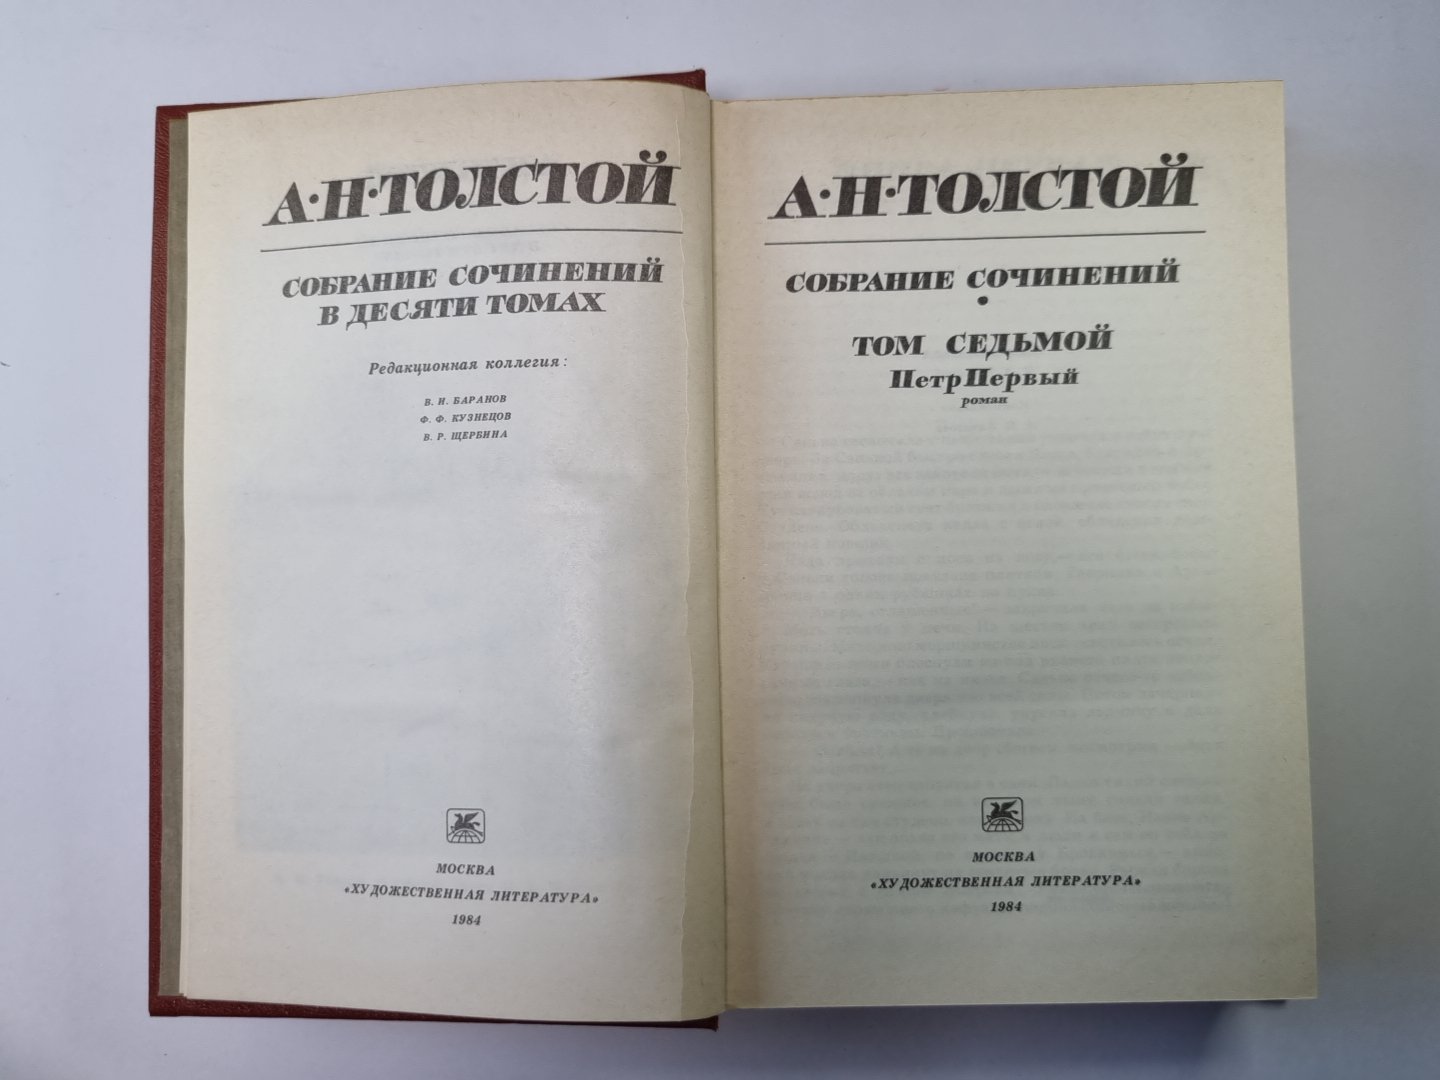 А·Н·ТОЛСТОЙ
СОБРАНИЕ СОЧИНЕНИЙ
В ДЕСЯТИ ТОМАХ
Редакционная коллегия:
В. И. БАРАНОВ
Ф. Ф. КУЗНЕЦОВ
В. Р. ЩЕРБИНА
МОСКВА
«ХУДОЖЕСТВЕННАЯ ЛИТЕРАТУРА»
1984
А·Н·ТОЛСТОЙ
СОБРАНИЕ СОЧИНЕНИЙ
•
ТОМ СЕДЬМОЙ
Петр Первый
роман
МОСКВА
«ХУДОЖЕСТВЕННАЯ ЛИТЕРАТУРА»
1984